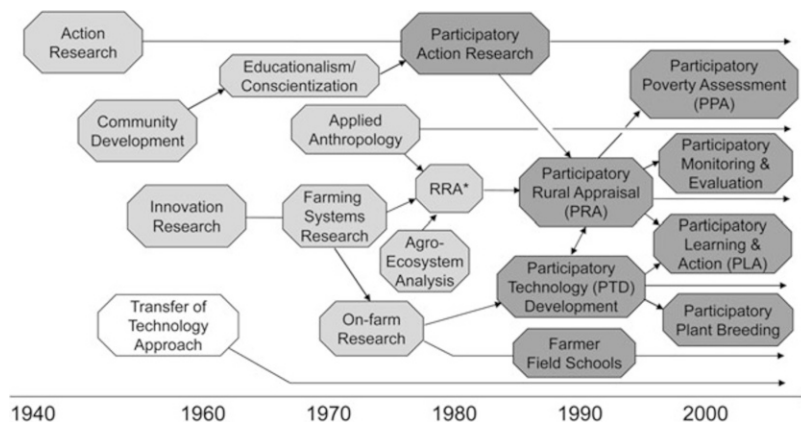 Action
Research
Participatory
Action Research
Educationalism/
Conscientization
Participatory
Poverty Assessment
(PPA)
Community
Development
Applied
Anthropology
Participatory
Monitoring &
Evaluation
RRA*
Participatory
Rural Appraisal
(PRA)
Innovation
Research
Farming
Systems
Research
Agro-
Ecosystem
Analysis
Participatory
Learning &
Action (PLA)
Participatory
Technology (PTD)
Development
Transfer of
Technology
Approach
On-farm
Research
Participatory
Plant Breeding
Farmer
Field Schools
1940 1960 1970 1980 1990 2000